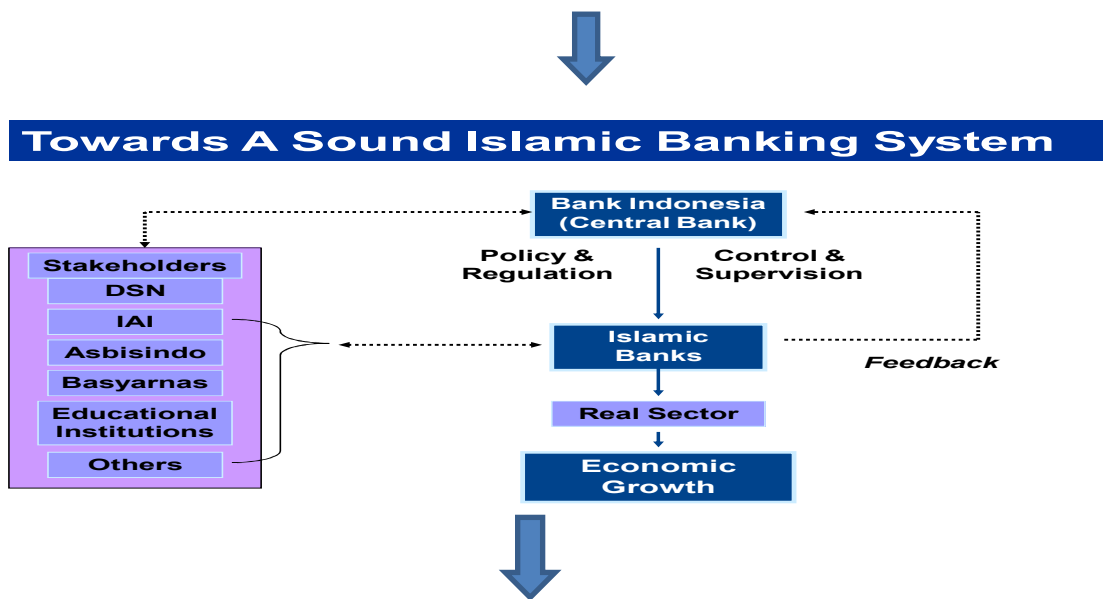 Towards A Sound Islamic Banking System
Bank Indonesia
(Central Bank)
Policy &
Regulation
Control &
Supervision
Stakeholders
DSN
IAI
Asbisindo
Basyarnas
Educational
Institutions
Others
Islamic
Banks
Feedback
Real Sector
Economic
Growth